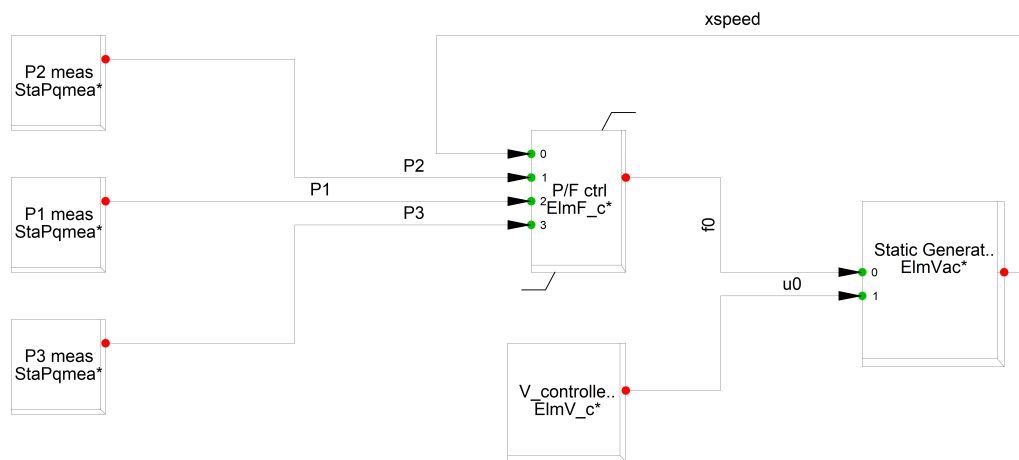 xspeed
P2 meas
StaPqmea*
P2
P1
P3
P1 meas
StaPqmea*
0
1
2
3
P/F ctrl
ElmF_c*
f0
u0
Static Generat..
ElmVac*
0
1
P3 meas
StaPqmea*
V_controlle..
ElmV_c*